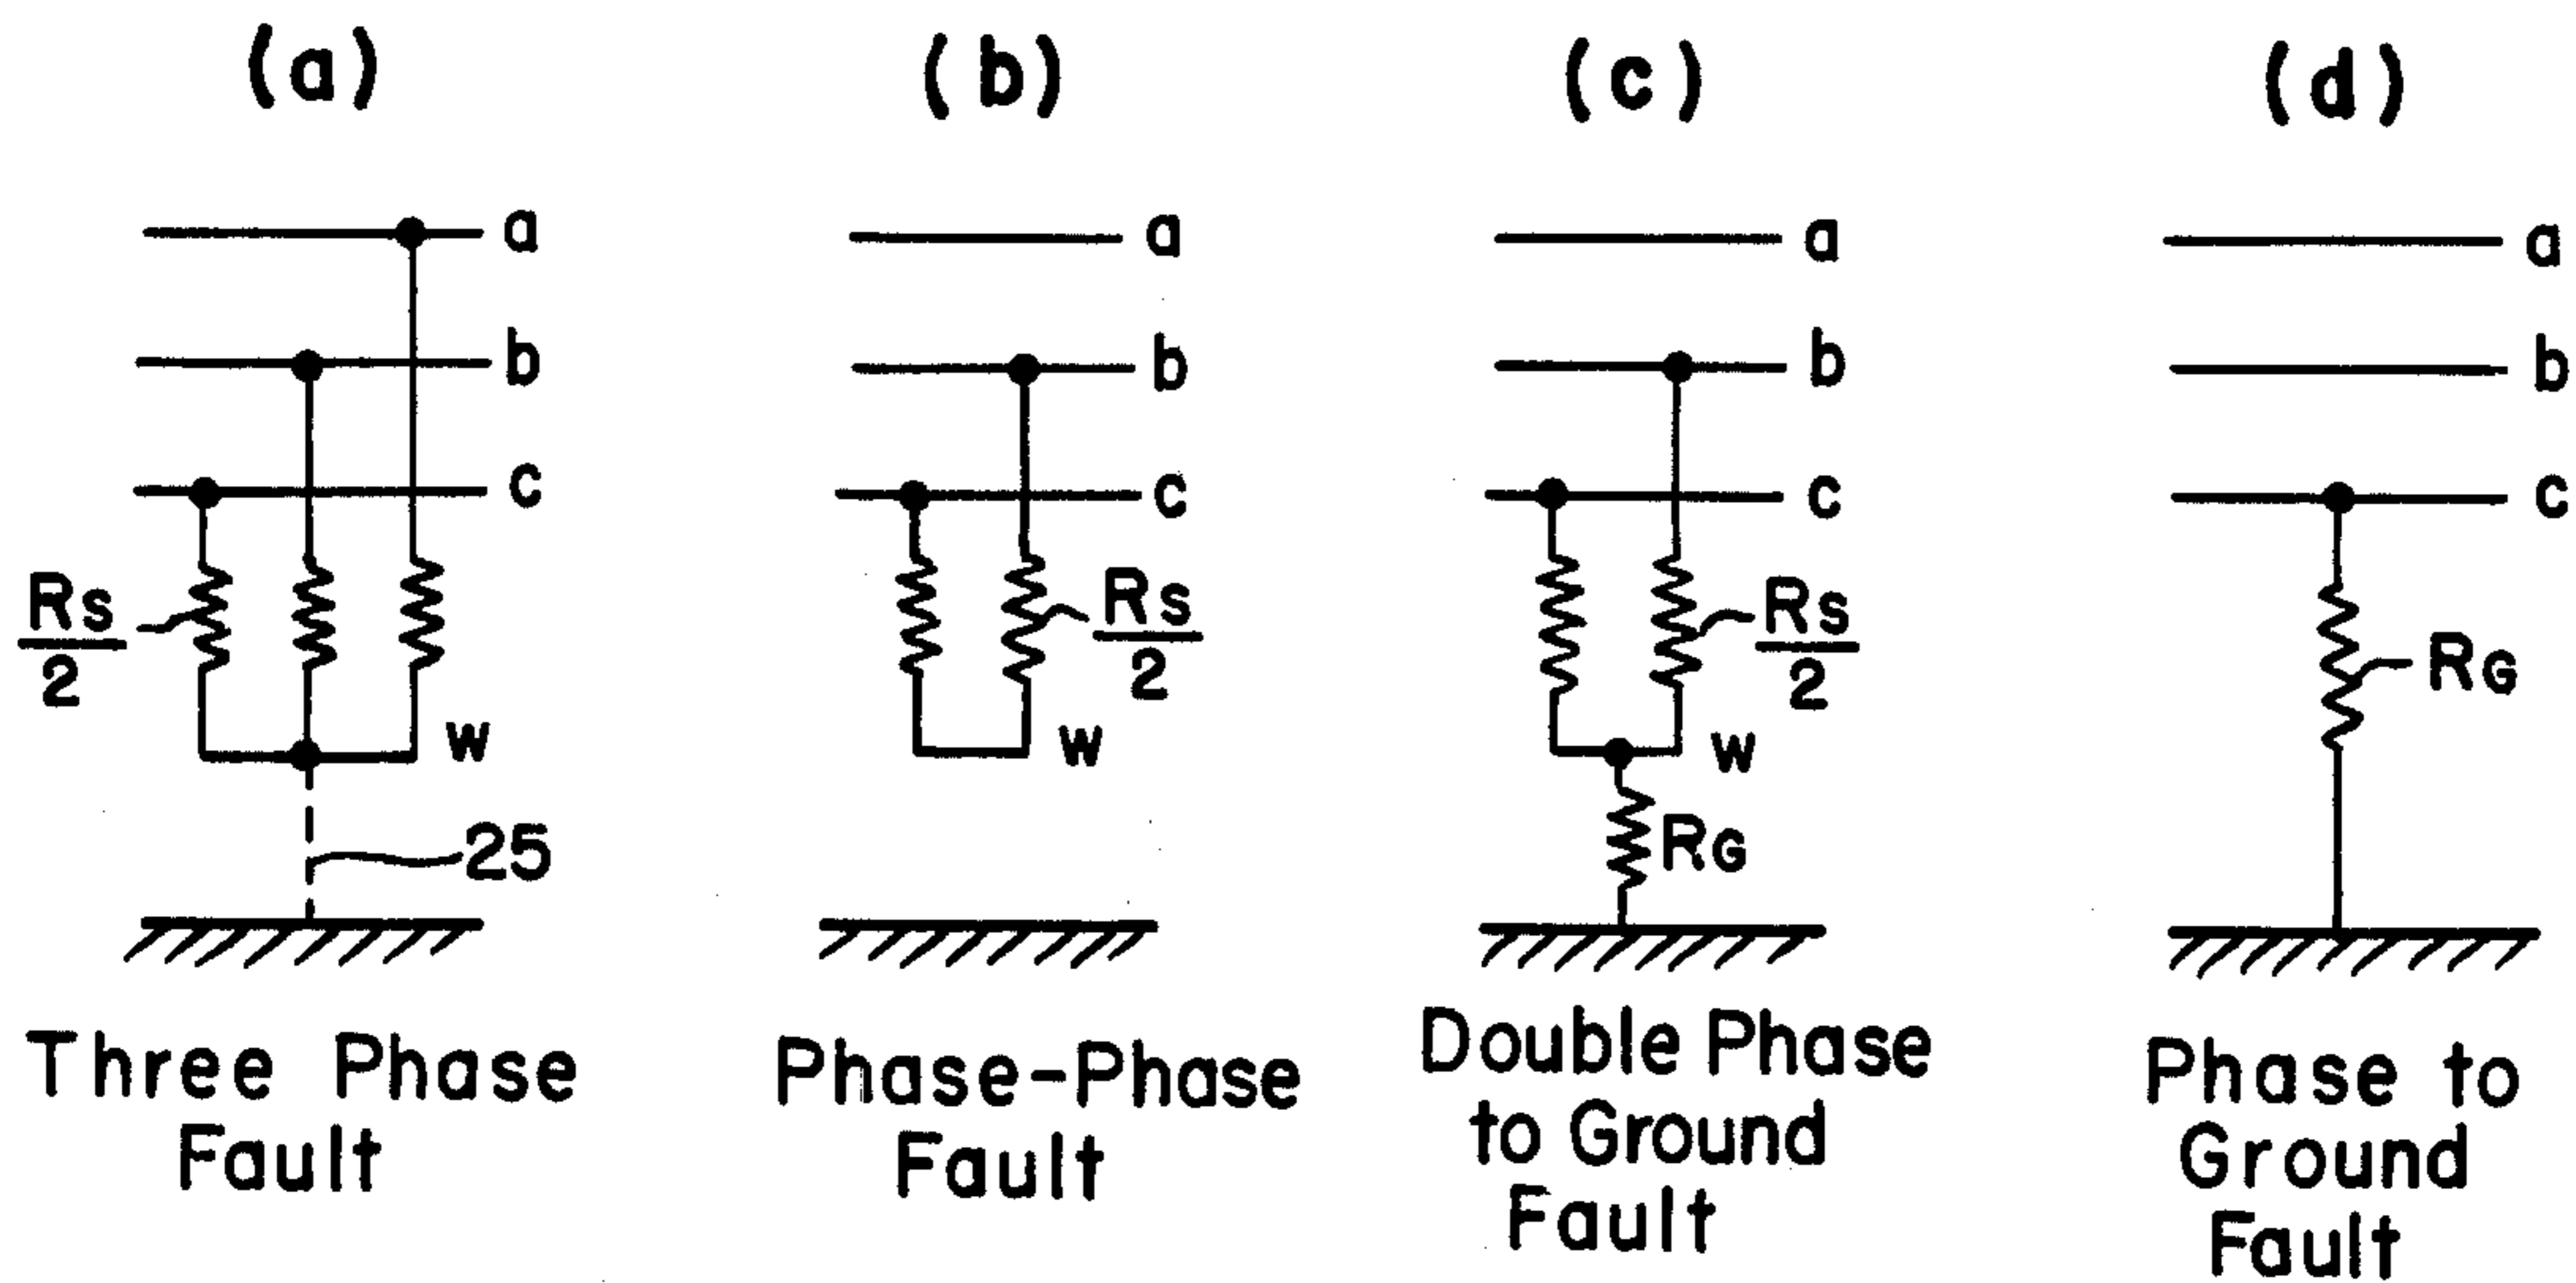 (a)
a
b
c
Rs
2
w
25
Three Phase
Fault
(b)
a
b
c
Rs
2
w
Phase-Phase
Fault
(c)
a
b
c
Rs
2
w
RG
Double Phase
to Ground
Fault
(d)
a
b
c
RG
Phase to
Ground
Fault